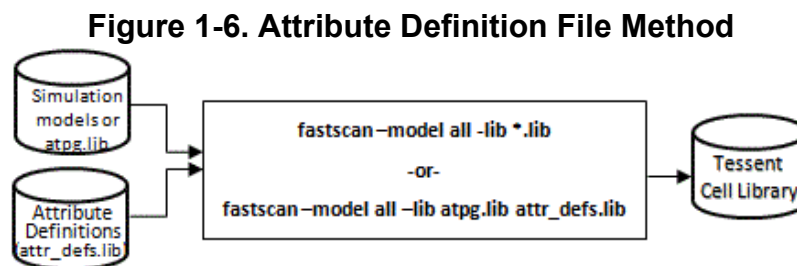 Figure 1-6. Attribute Definition File Method
Simulation
models or
atpg.lib
Attribute
Definitions
(attr_defs.lib)
fastscan –model all -lib *.lib
-or-
fastscan –model all –lib atpg.lib attr_defs.lib
Tessent
Cell Library